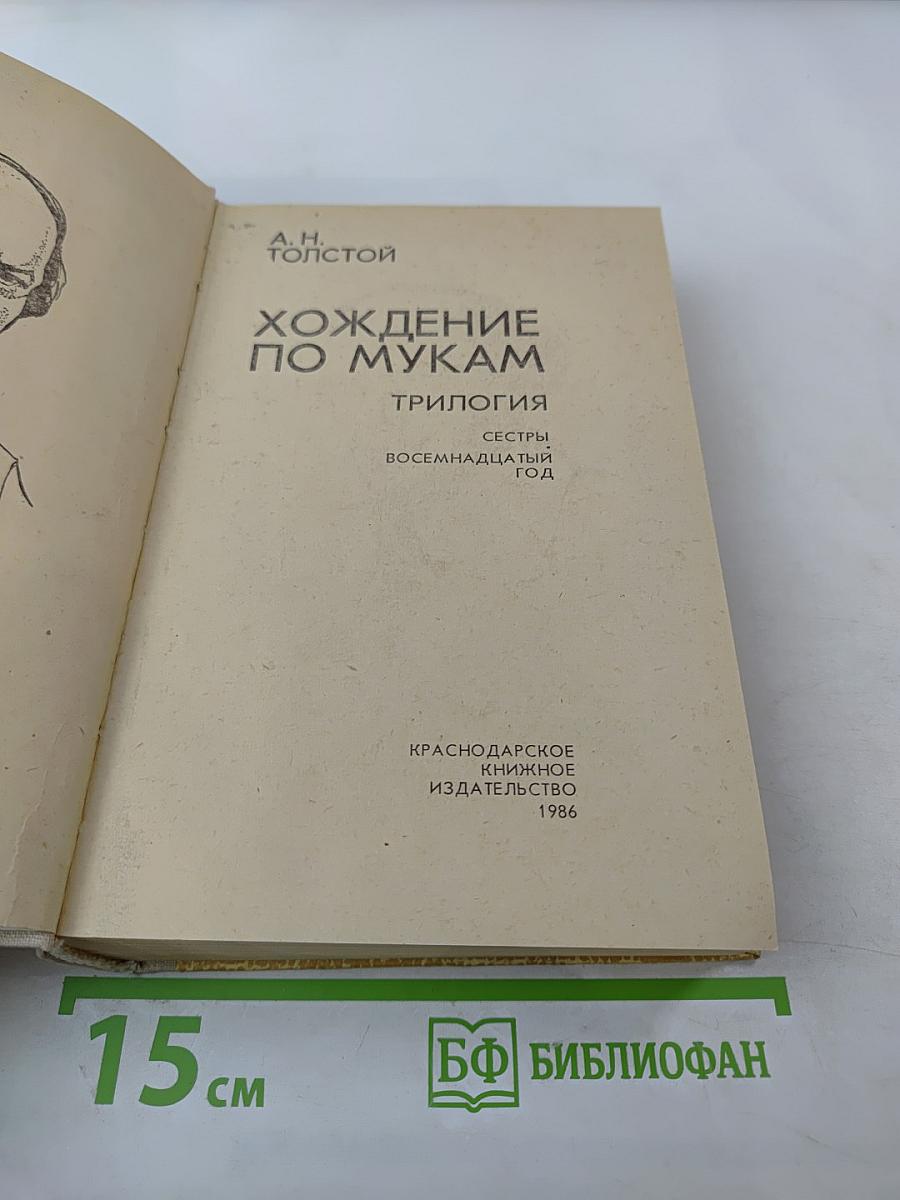 А. Н.
ТОЛСТОЙ
ХОЖДЕНИЕ
ПО МУКАМ
ТРИЛОГИЯ
СЕСТРЫ
ВОСЕМНАДЦАТЫЙ
ГОД
КРАСНОДАРСКОЕ
КНИЖНОЕ
ИЗДАТЕЛЬСТВО
1986
15 см
БФ БИБЛИОФАН